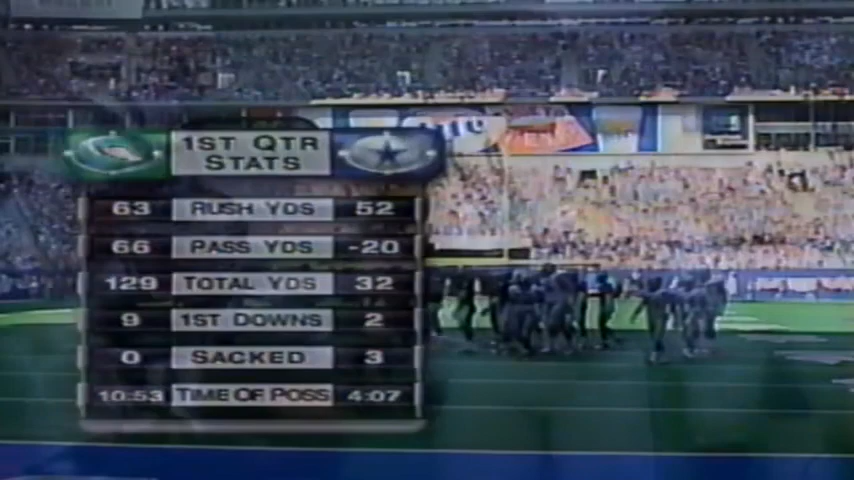 1ST QTR
STATS
63 RUSH YDS 52
66 PASS YDS -20
129 TOTAL YDS 32
9 1ST DOWNS 2
0 SACKED 3
10:53 TIME OF POSS 4:07